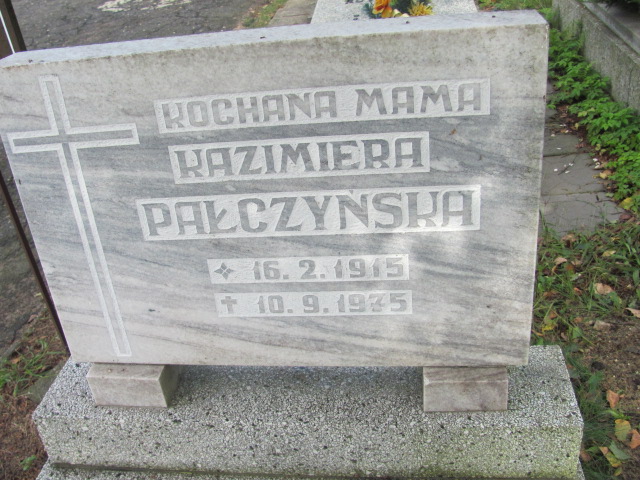 KOCHANA MAMA
KAZIMIERA
PAŁCZYŃSKA
✧ 16. 2. 1915
✝ 10. 9. 1975